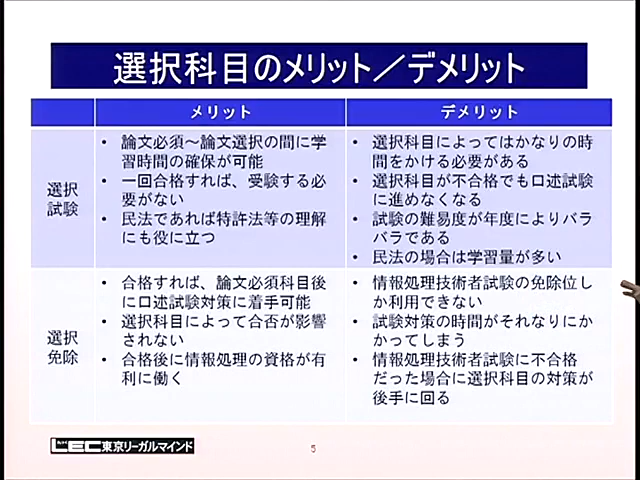 選択科目のメリット／デメリット
メリット
デメリット
選択
試験
• 論文必須～論文選択の間に学
習時間の確保が可能
• 一回合格すれば、受験する必
要がない
• 民法であれば特許法等の理解
にも役に立つ
• 選択科目によってはかなりの時
間をかける必要がある
• 選択科目が不合格でも口述試験
に進めなくなる
• 試験の難易度が年度によりバラ
バラである
• 民法の場合は学習量が多い
選択
免除
• 合格すれば、論文必須科目後
に口述試験対策に着手可能
• 選択科目によって合否が影響
されない
• 合格後に情報処理の資格が有
利に働く
• 情報処理技術者試験の免除位し
か利用できない
• 試験対策の時間がそれなりにか
かってしまう
• 情報処理技術者試験に不合格
だった場合に選択科目の対策が
後手に回る
LEC東京リーガルマインド
5